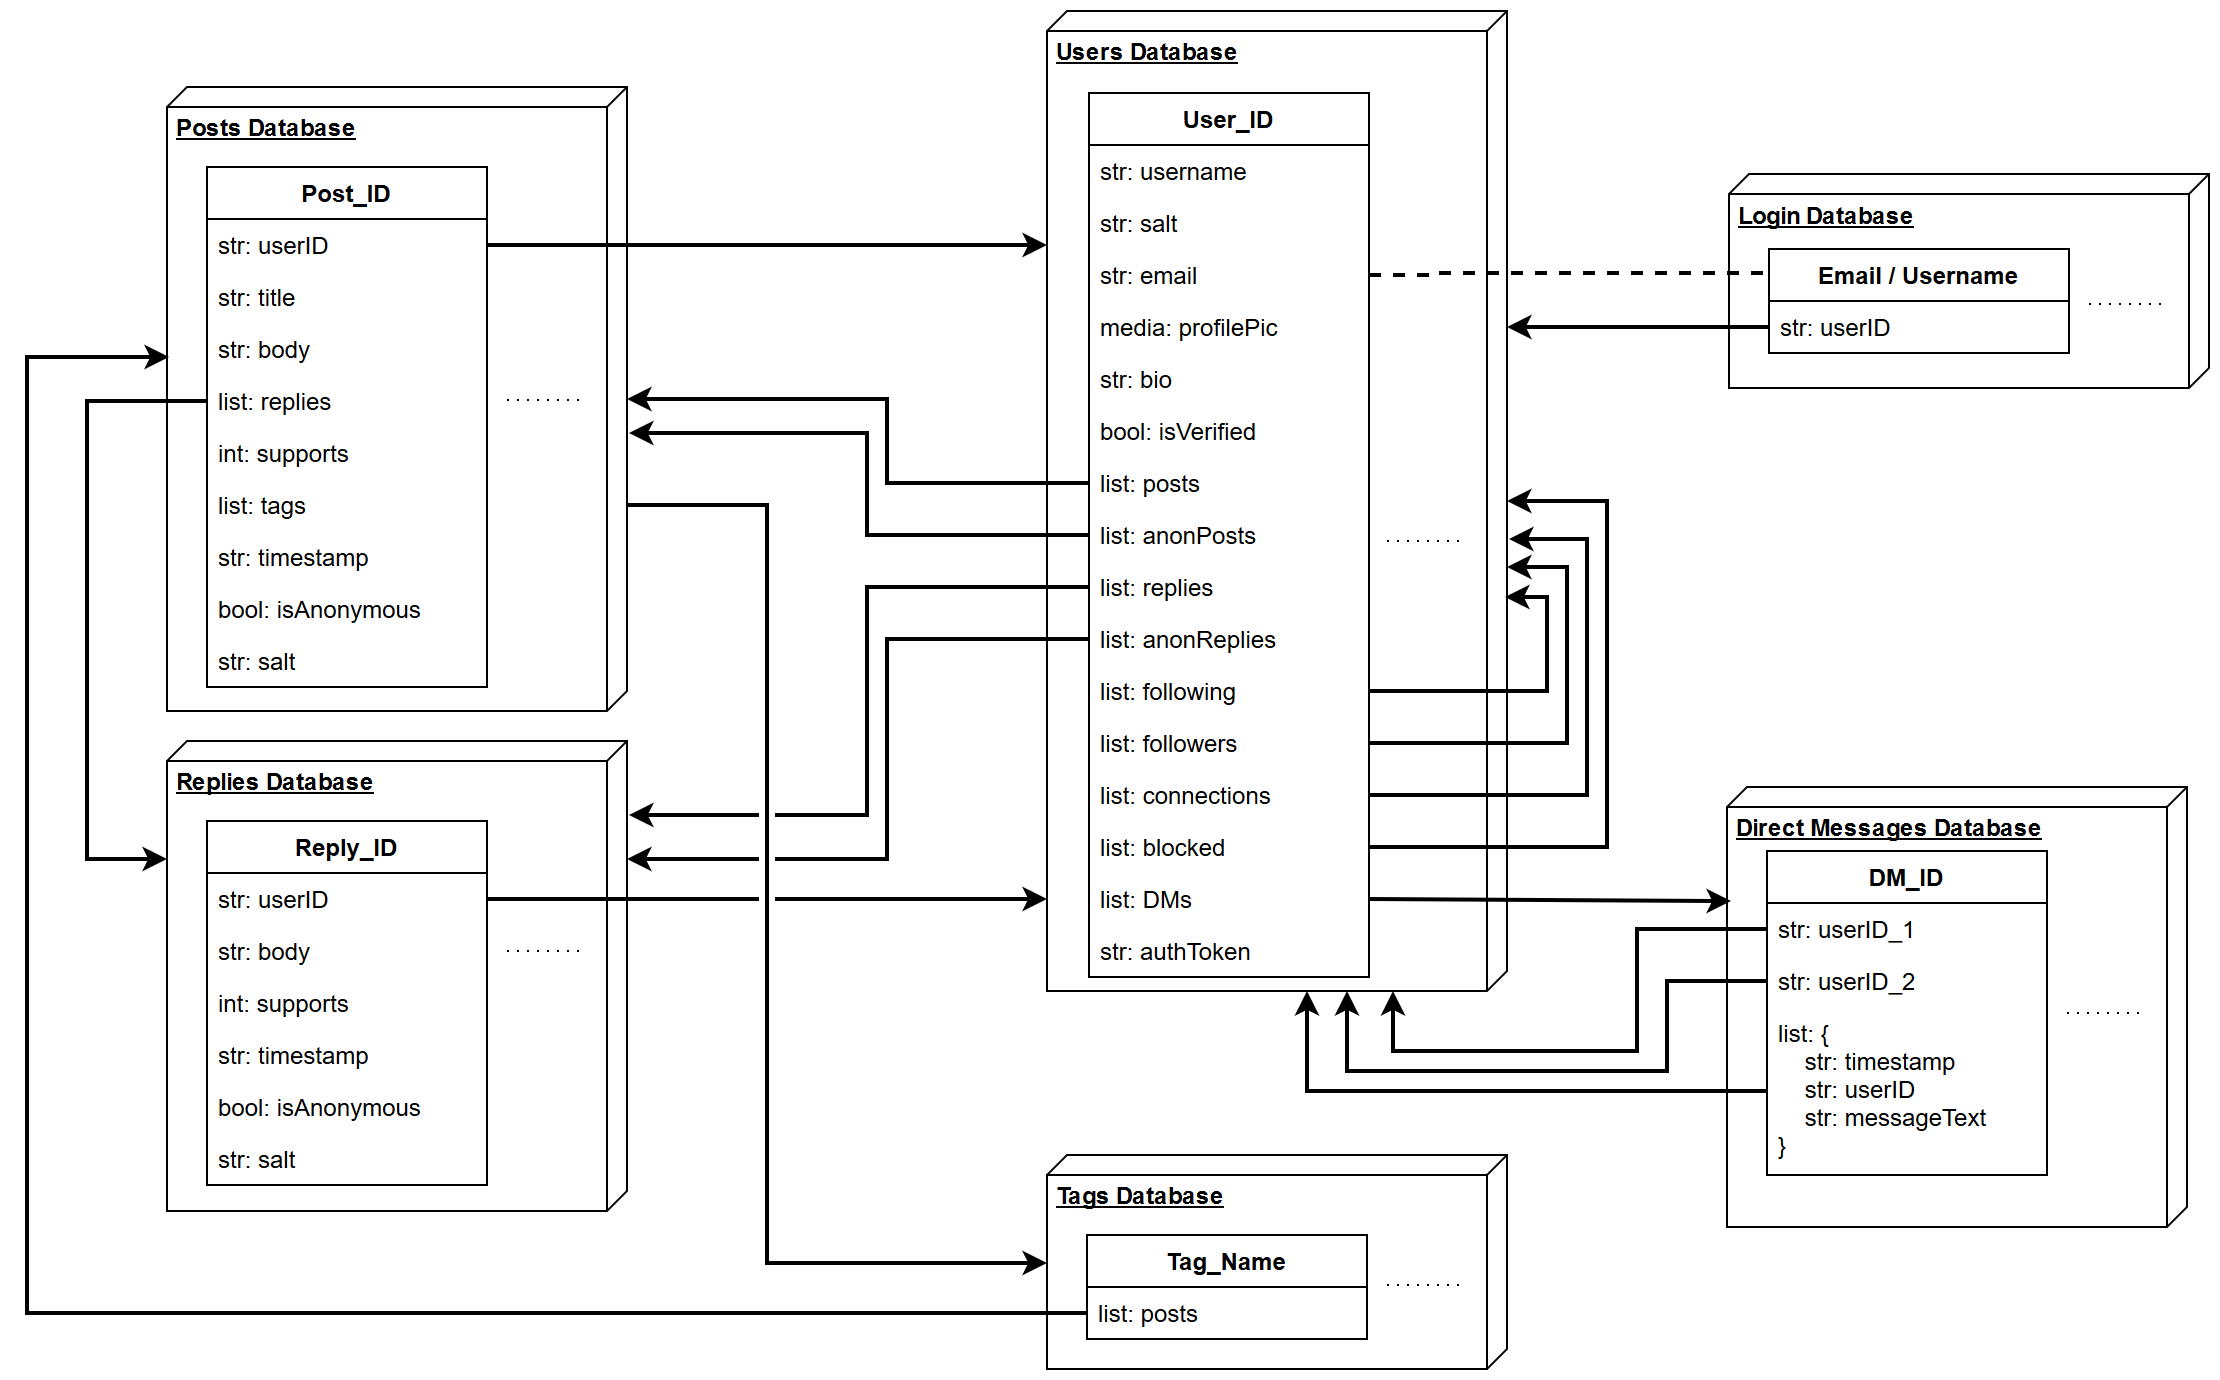 Users Database
User_ID
str: username
str: salt
str: email
media: profilePic
str: bio
bool: isVerified
list: posts
list: anonPosts
list: replies
list: anonReplies
list: following
list: followers
list: connections
list: blocked
list: DMs
str: authToken
Posts Database
Post_ID
str: userID
str: title
str: body
list: replies
int: supports
list: tags
str: timestamp
bool: isAnonymous
str: salt
Login Database
Email / Username
str: userID
Replies Database
Reply_ID
str: userID
str: body
int: supports
str: timestamp
bool: isAnonymous
str: salt
Direct Messages Database
DM_ID
str: userID_1
str: userID_2
list: {
str: timestamp
str: userID
str: messageText
}
Tags Database
Tag_Name
list: posts